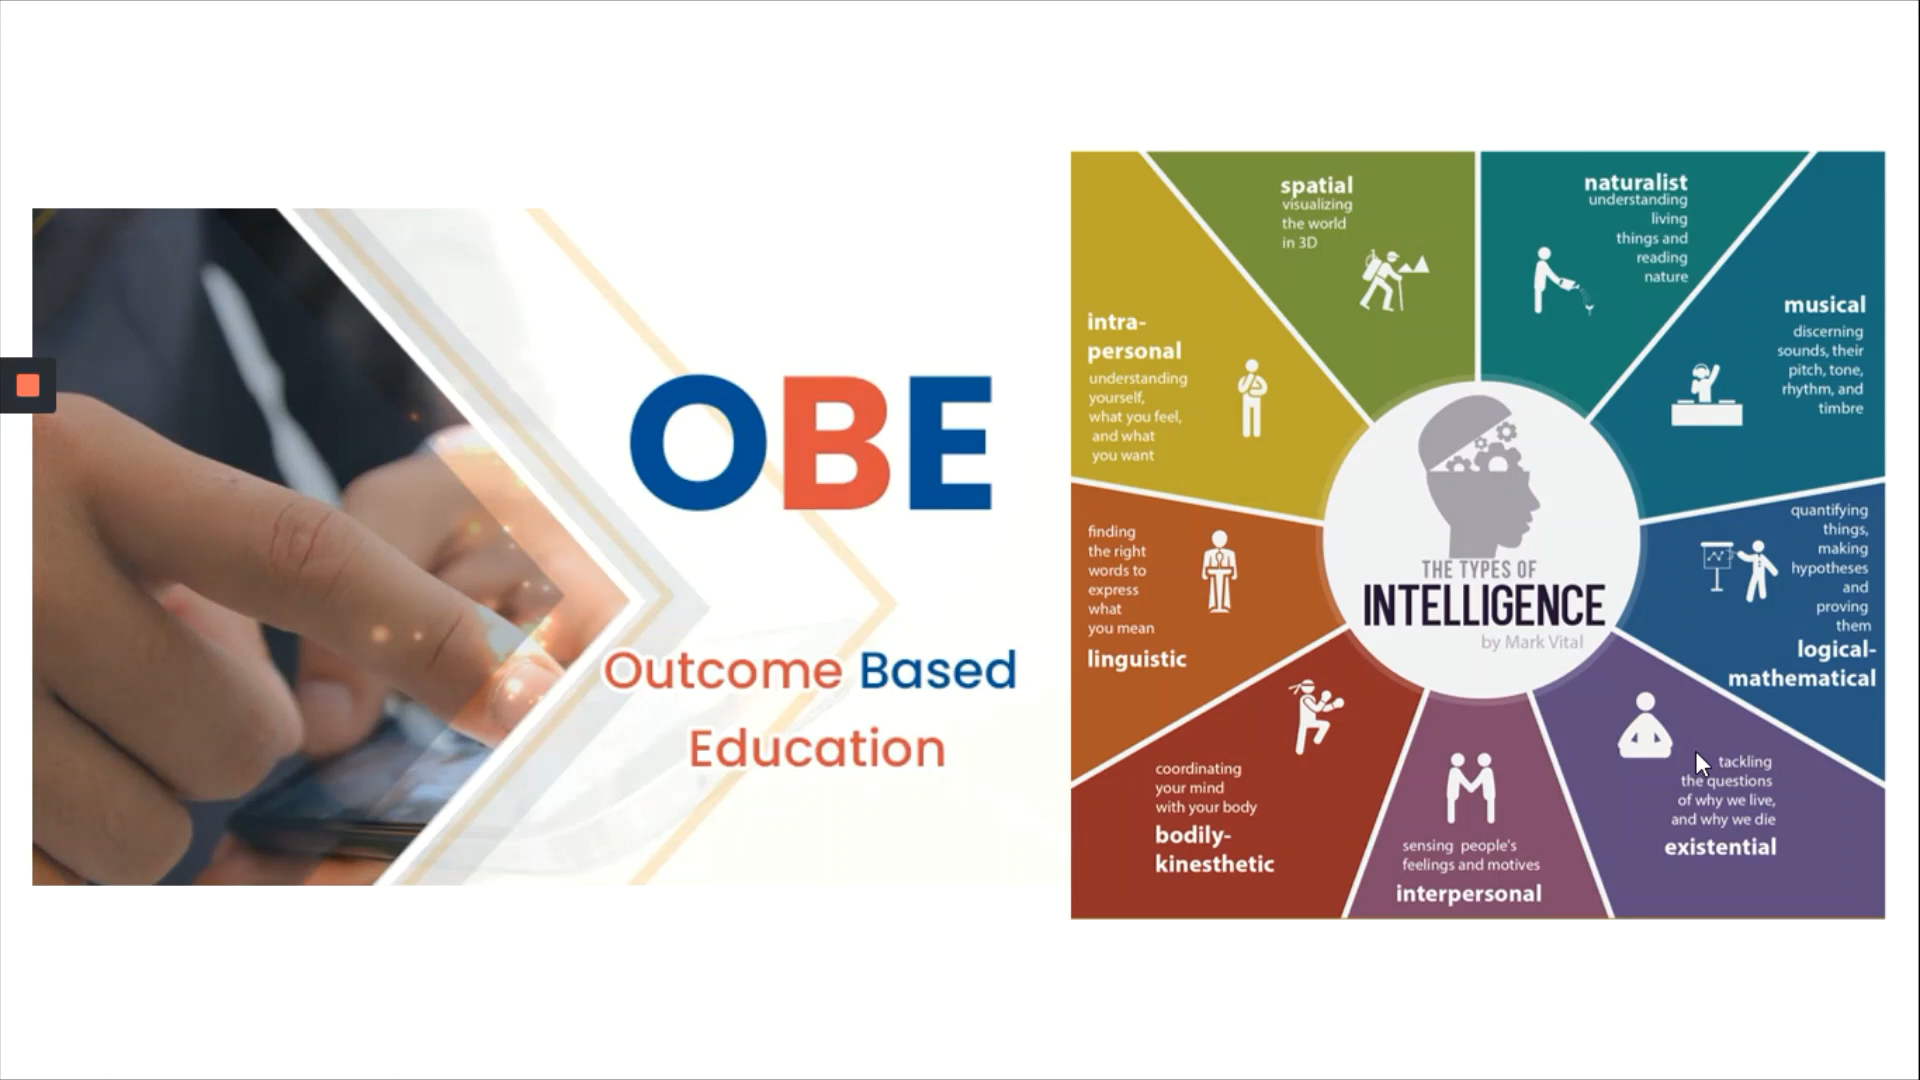 OBE
Outcome Based
Education
spatial
visualizing
the world
in 3D
naturalist
understanding
living
things and
reading
nature
musical
discerning
sounds, their
pitch, tone,
rhythm, and
timbre
intra-
personal
understanding
yourself,
what you feel,
and what
you want
finding
the right
words to
express
what
you mean
linguistic
THE TYPES OF
INTELLIGENCE
by Mark Vital
quantifying
things,
making
hypotheses
and
proving
them
logical-
mathematical
coordinating
your mind
with your body
bodily-
kinesthetic
sensing people's
feelings and motives
interpersonal
tackling
the questions
of why we live,
and why we die
existential